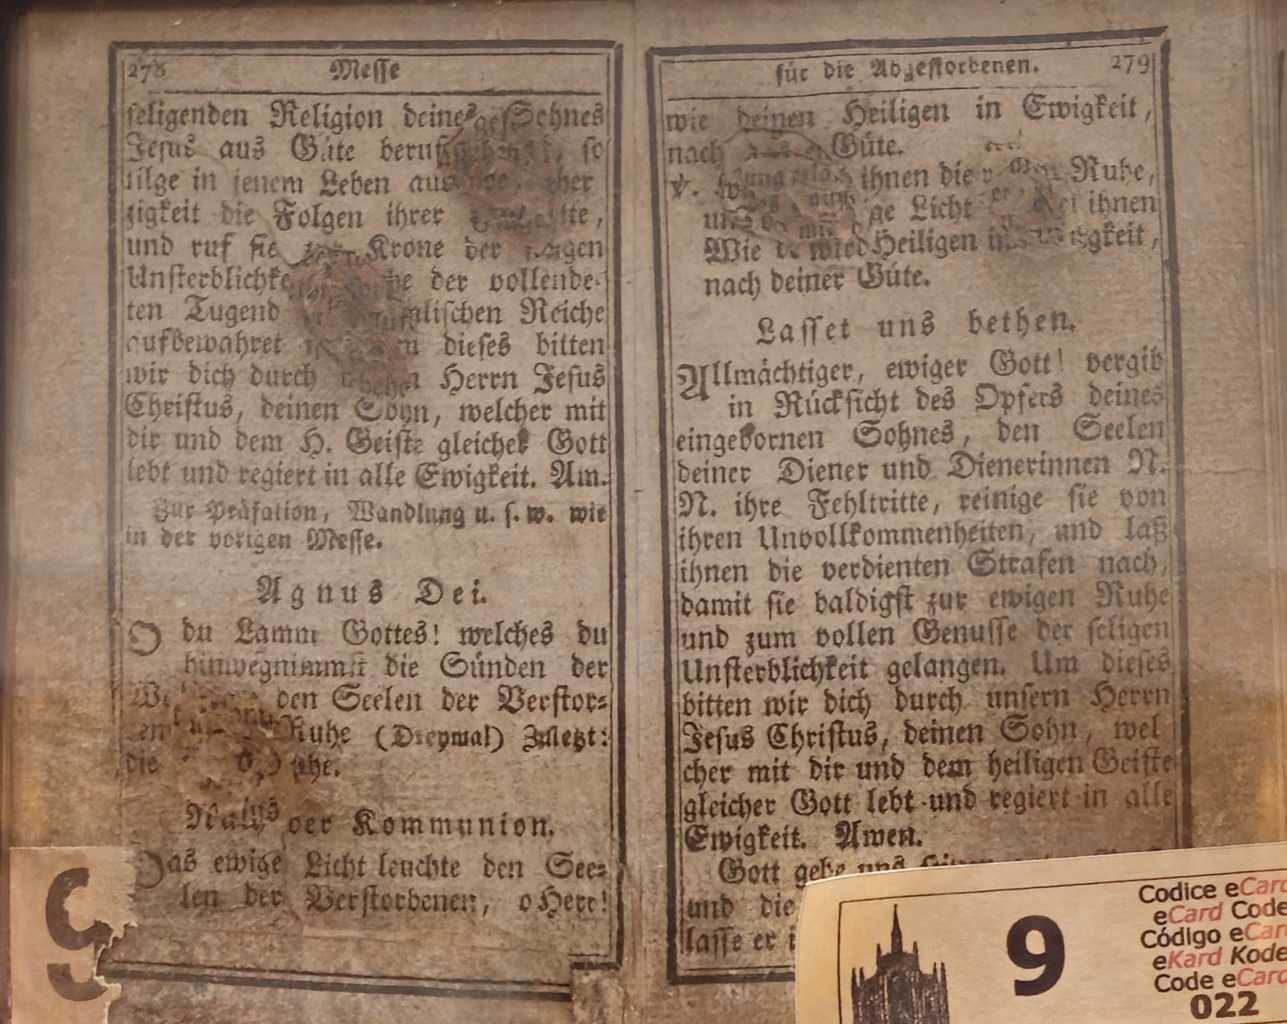 278 Messe
seligenden Religion deines Sohnes
Jesus aus Güte beruf so
tilge in jenem Leben aus
zigkeit die Folgen ihrer
und ruf sie Krone der
Unsterblichke der vollende-
ten Tugend Reiche
aufbewahret dieses bitten
wir dich durch Herrn Jesus
Christus, deinen Sohn, welcher mit
dir und dem H. Geiste gleicher Gott
lebt und regiert in alle Ewigkeit. Am.
Zur Präfation, Wandlung u. s. w. wie
in der vorigen Messe.
Agnus Dei.
O du Lamm Gottes! welches du
hinwegnimmst die Sünden der
den Seelen der Verstor-
Ruhe (Dreymal) Zuletzt:
die
Nach der Kommunion.
Das ewige Licht leuchte den See-
len der Verstorbenen, o Herr!
für die Abgestorbenen. 279
wie deinen Heiligen in Ewigkeit,
nach Güte.
℣. ihnen die Ruhe,
Licht ihnen
Wie Heiligen in
nach deiner Güte.
Lasset uns bethen.
Allmächtiger, ewiger Gott! vergib
in Rücksicht des Opfers deines
eingebornen Sohnes, den Seelen
deiner Diener und Dienerinnen N.
N. ihre Fehltritte, reinige sie von
ihren Unvollkommenheiten, und laß
ihnen die verdienten Strafen nach,
damit sie baldigst zur ewigen Ruhe
und zum vollen Genusse der seligen
Unsterblichkeit gelangen. Um dieses
bitten wir dich durch unsern Herrn
Jesus Christus, deinen Sohn, wel
cher mit dir und dem heiligen Geiste
gleicher Gott lebt und regiert in alle
Ewigkeit. Amen.
Gott gebe uns
und die
lasse er
9
Codice eCard
eCard Code
Código eCard
eKard Kode
Code eCard
022